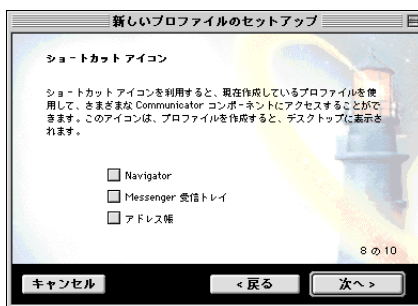 新しいプロファイルのセットアップ
ショートカット アイコン
ショートカット アイコンを利用すると、現在作成しているプロファイルを使
用して、さまざまな Communicator コンポーネントにアクセスすることがで
きます。このアイコンは、プロファイルを作成すると、デスクトップに表示さ
れます。
Navigator
Messenger 受信トレイ
アドレス帳
8 の 10
キャンセル
< 戻る
次へ >